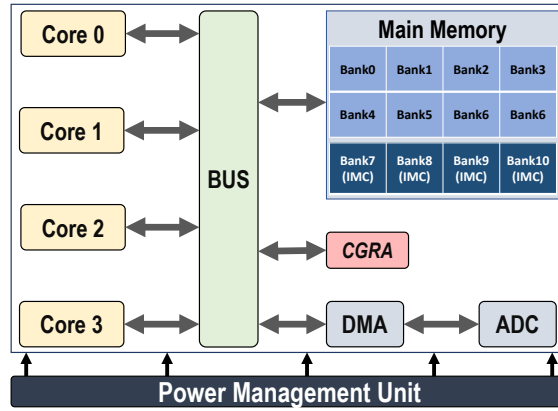 Core 0
Core 1
Core 2
Core 3
BUS
Main Memory
Bank0 Bank1 Bank2 Bank3
Bank4 Bank5 Bank6 Bank6
Bank7 Bank8 Bank9 Bank10
(IMC) (IMC) (IMC) (IMC)
CGRA
DMA
ADC
Power Management Unit